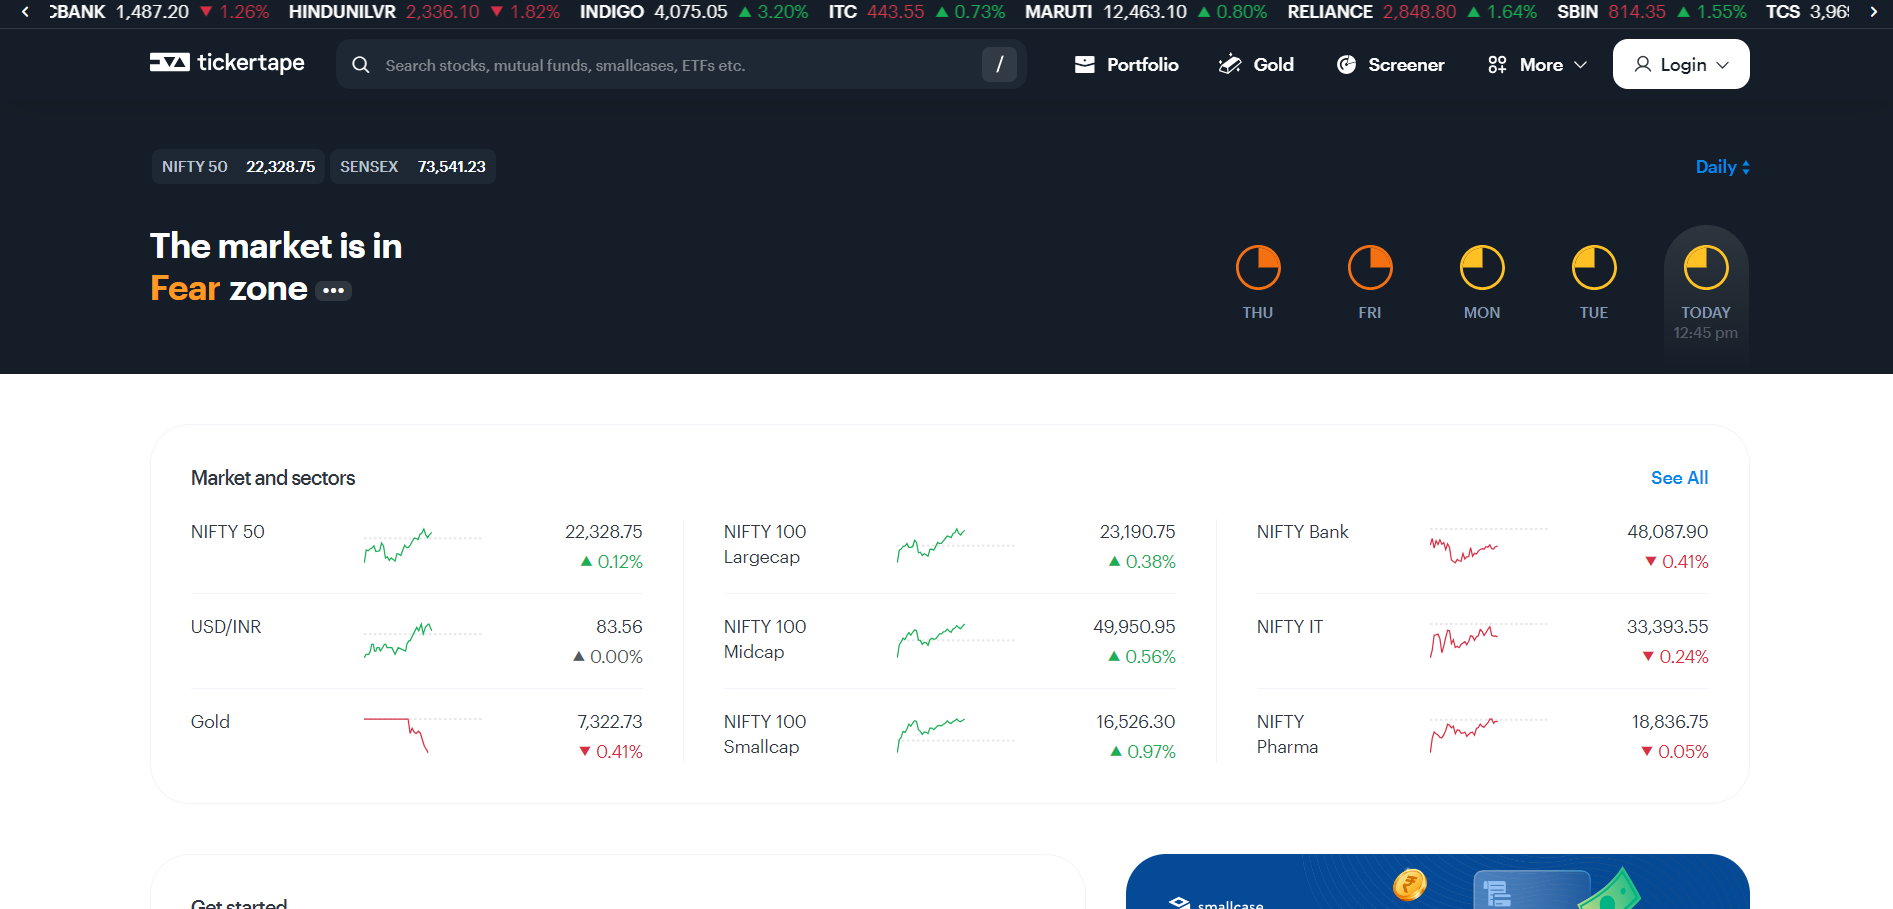 CBANK 1,487.20 ▼ 1.26% HINDUNILVR 2,336.10 ▼ 1.82% INDIGO 4,075.05 ▲ 3.20% ITC 443.55 ▲ 0.73% MARUTI 12,463.10 ▲ 0.80% RELIANCE 2,848.80 ▲ 1.64% SBIN 814.35 ▲ 1.55% TCS
tickertape Search stocks, mutual funds, smallcases, ETFs etc. / Portfolio Gold Screener More Login
NIFTY 50 22,328.75 SENSEX 73,541.23 Daily
The market is in
Fear zone •••
THU FRI MON TUE TODAY
12:45 pm
Market and sectors See All
NIFTY 50 22,328.75
▲ 0.12%
NIFTY 100 Largecap 23,190.75
▲ 0.38%
NIFTY Bank 48,087.90
▼ 0.41%
USD/INR 83.56
▲ 0.00%
NIFTY 100 Midcap 49,950.95
▲ 0.56%
NIFTY IT 33,393.55
▼ 0.24%
Gold 7,322.73
▼ 0.41%
NIFTY 100 Smallcap 16,526.30
▲ 0.97%
NIFTY Pharma 18,836.75
▼ 0.05%
Get started
smallcase